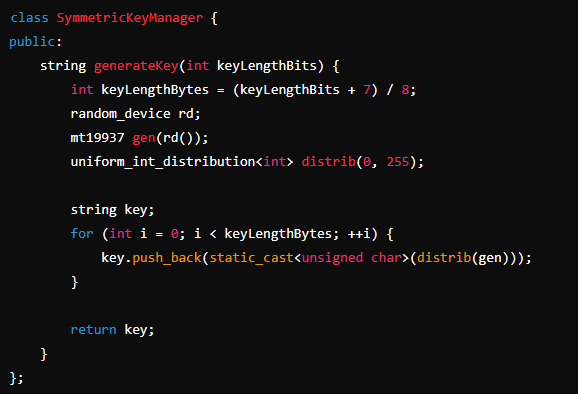 class SymmetricKeyManager {
public:
    string generateKey(int keyLengthBits) {
        int keyLengthBytes = (keyLengthBits + 7) / 8;
        random_device rd;
        mt19937 gen(rd());
        uniform_int_distribution<int> distrib(0, 255);

        string key;
        for (int i = 0; i < keyLengthBytes; ++i) {
            key.push_back(static_cast<unsigned char>(distrib(gen)));
        }

        return key;
    }
};